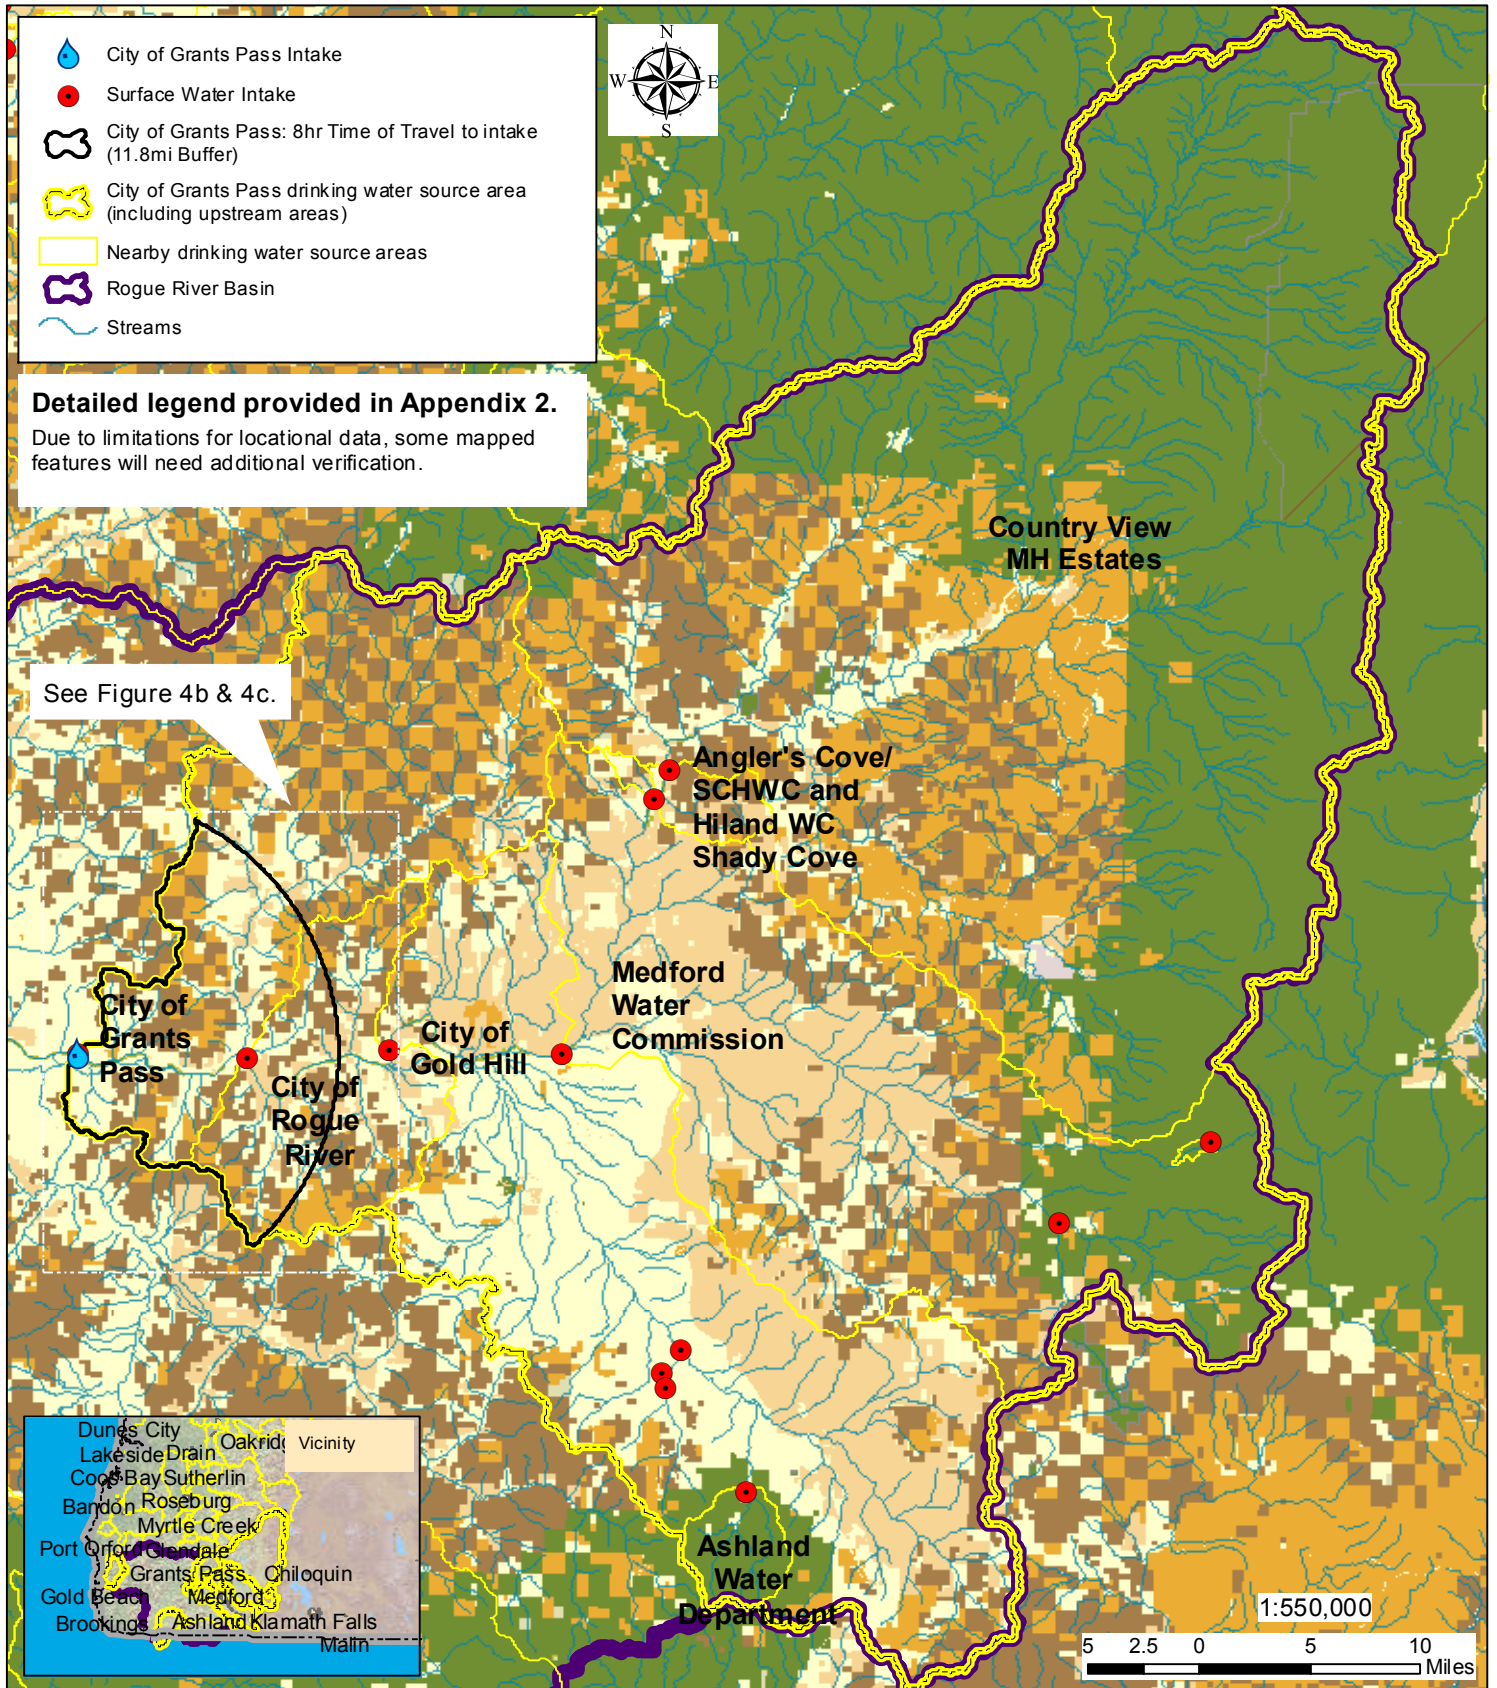 City of Grants Pass Intake
Surface Water Intake
City of Grants Pass: 8hr Time of Travel to intake
(11.8mi Buffer)
City of Grants Pass drinking water source area
(including upstream areas)
Nearby drinking water source areas
Rogue River Basin
Streams
N
W E
S
Detailed legend provided in Appendix 2.
Due to limitations for locational data, some mapped
features will need additional verification.
Country View
MH Estates
See Figure 4b & 4c.
Angler's Cove/
SCHWC and
Hiland WC
Shady Cove
Medford
Water
Commission
City of
Grants
Pass
City of
Gold Hill
City of
Rogue
River
Ashland
Water
Department
Vicinity
Dunes City
Lakeside Drain Oakridg
Coos Bay Sutherlin
Bandon Roseburg
Myrtle Creek
Port Orford Glendale
Grants Pass Chiloquin
Gold Beach Medford
Brookings Ashland Klamath Falls
Malin
1:550,000
5 2.5 0 5 10
Miles